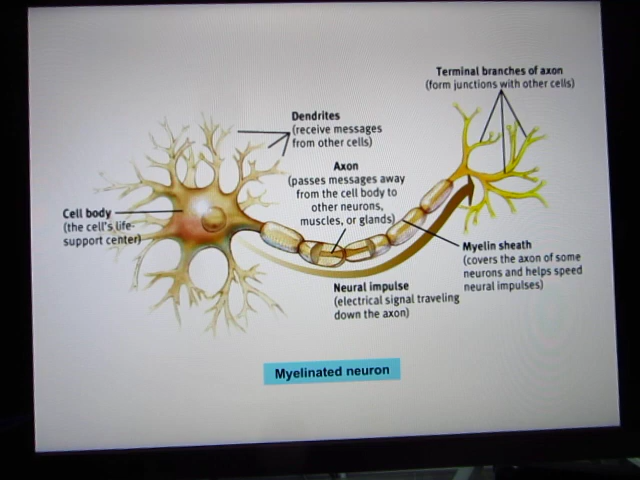 Terminal branches of axon
(form junctions with other cells)
Dendrites
(receive messages
from other cells)
Axon
(passes messages away
from the cell body to
other neurons,
muscles, or glands)
Cell body
(the cell's life-
support center)
Myelin sheath
(covers the axon of some
neurons and helps speed
neural impulses)
Neural impulse
(electrical signal traveling
down the axon)
Myelinated neuron